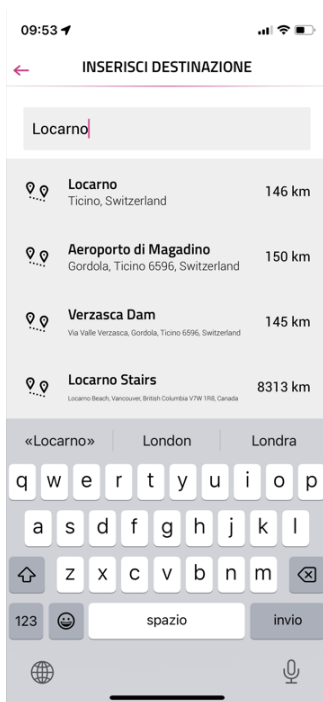 09:53
INSERISCI DESTINAZIONE
Locarno
Locarno
146 km
Ticino, Switzerland
Aeroporto di Magadino
150 km
Gordola, Ticino 6596, Switzerland
Verzasca Dam
145 km
Via Valle Verzasca, Gordola, Ticino 6596, Switzerland
Locarno Stairs
8313 km
Locarno Beach, Vancouver, British Columbia V7W 1R8, Canada
«Locarno» London Londra
q w e r t y u i o p
a s d f g h j k l
z x c v b n m
123 spazio invio